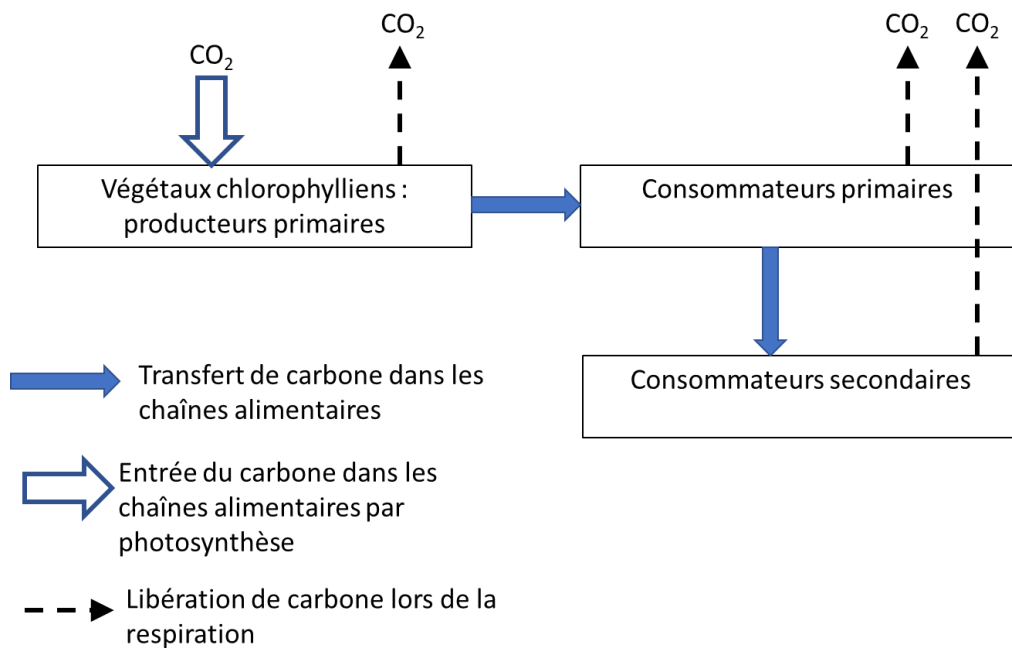 CO₂
CO₂
CO₂
CO₂
Végétaux chlorophylliens :
producteurs primaires
Consommateurs primaires
Consommateurs secondaires
Transfert de carbone dans les
chaînes alimentaires
Entrée du carbone dans les
chaînes alimentaires par
photosynthèse
Libération de carbone lors de la
respiration